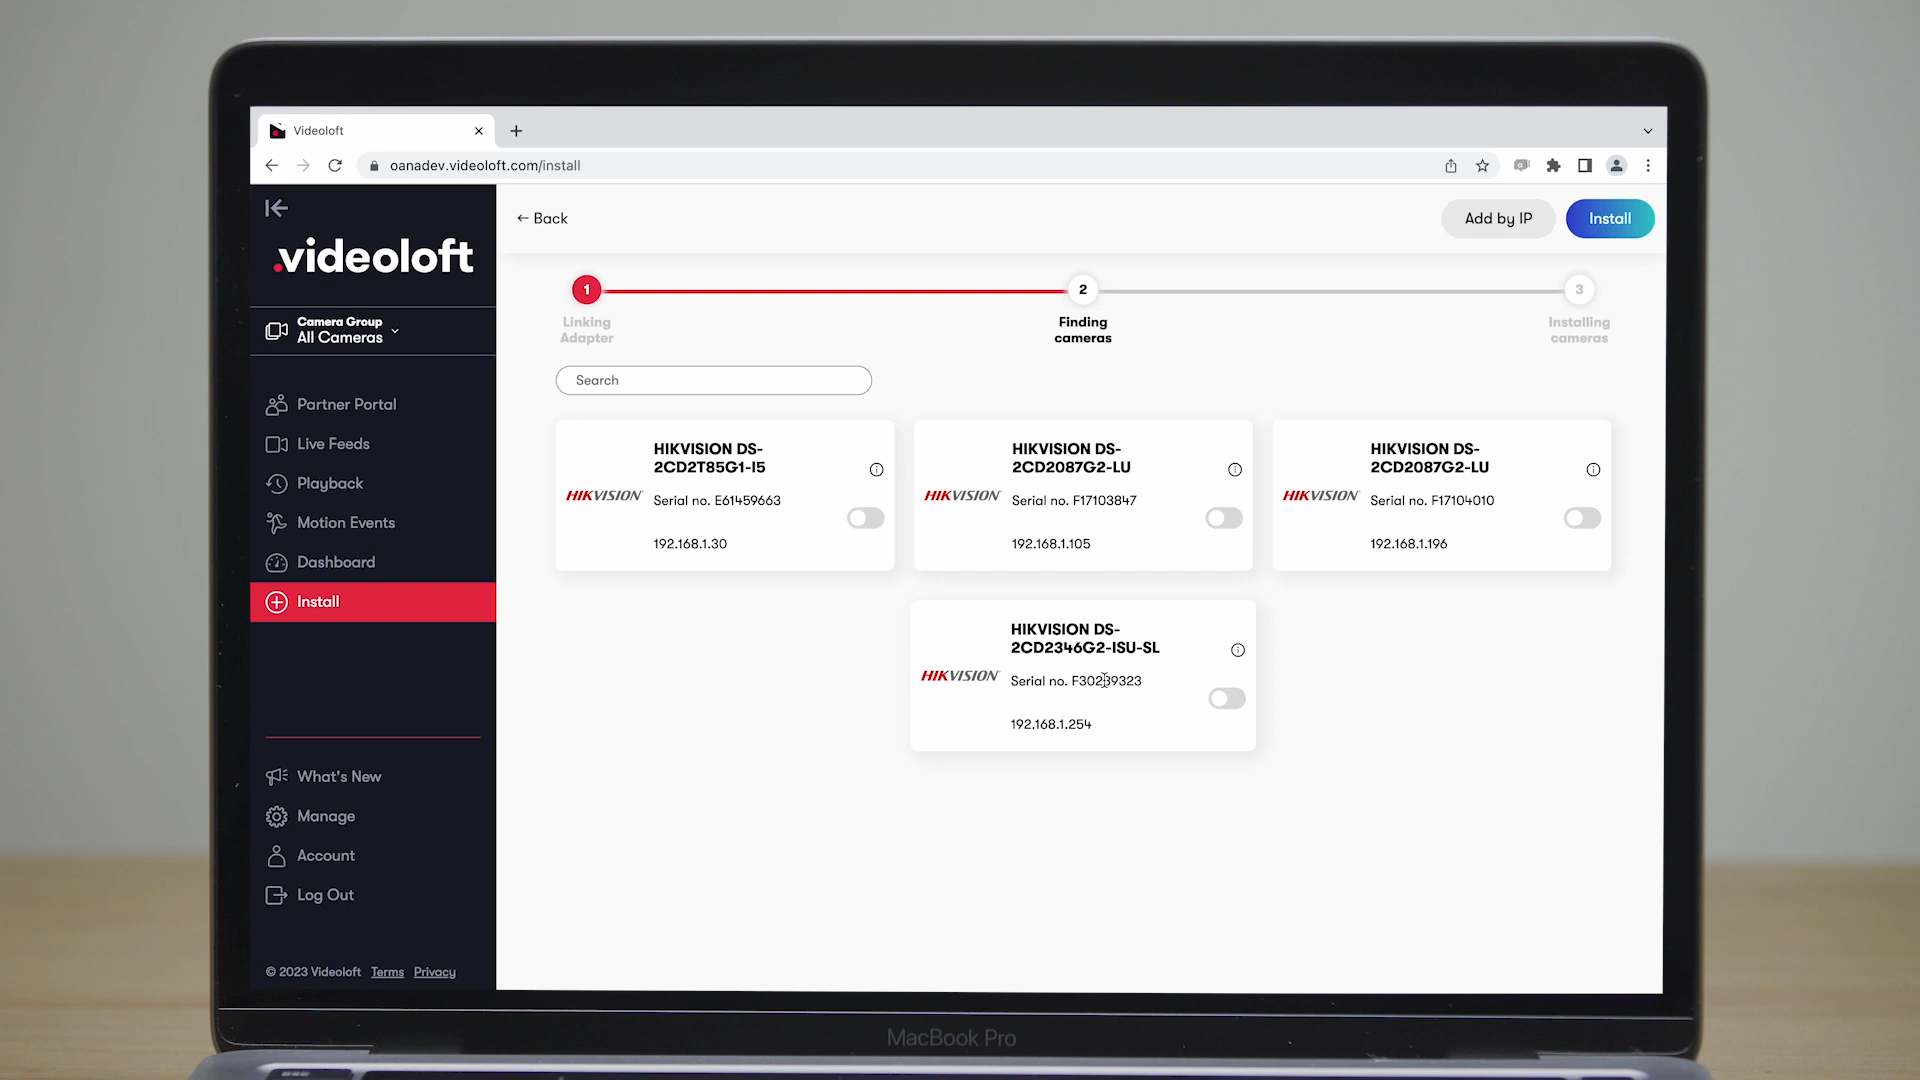 Videoloft
oanadev.videoloft.com/install
.videoloft
Camera Group
All Cameras
Partner Portal
Live Feeds
Playback
Motion Events
Dashboard
Install
What's New
Manage
Account
Log Out
© 2023 Videoloft Terms Privacy
← Back
Add by IP
Install
1
2
3
Linking
Adapter
Finding
cameras
Installing
cameras
Search
HIKVISION
HIKVISION DS-
2CD2T85G1-I5
Serial no. E61459663
192.168.1.30
HIKVISION
HIKVISION DS-
2CD2087G2-LU
Serial no. F17103847
192.168.1.105
HIKVISION
HIKVISION DS-
2CD2087G2-LU
Serial no. F17104010
192.168.1.196
HIKVISION
HIKVISION DS-
2CD2346G2-ISU-SL
Serial no. F30239323
192.168.1.254
MacBook Pro
esc